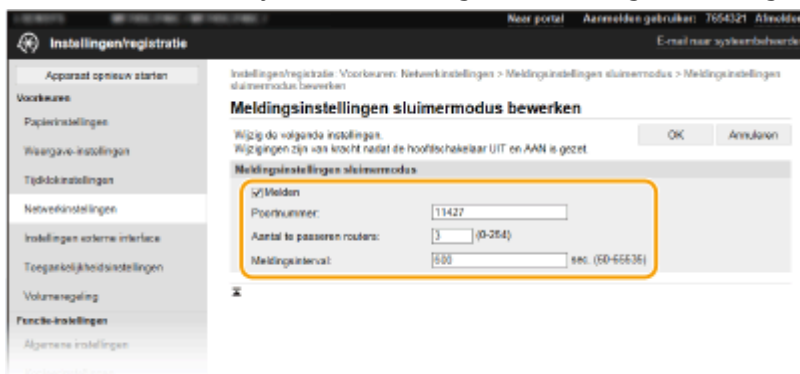 Naar portal Aanmelden gebruiker: 7654321 Afmelden
Instellingen/registratie
E-mail naar systeembeheerder
Apparaat opnieuw starten
Voorkeuren
Papierinstellingen
Weergave-instellingen
Tijdklokinstellingen
Netwerkinstellingen
Instellingen externe interface
Toegankelijkheidsinstellingen
Volumeregeling
Functie-instellingen
Algemene instellingen
Instellingen/registratie: Voorkeuren: Netwerkinstellingen > Meldingsinstellingen sluimermodus > Meldingsinstellingen
sluimermodus bewerken
Meldingsinstellingen sluimermodus bewerken
Wijzig de volgende instellingen.
Wijzigingen zijn van kracht nadat de hoofdschakelaar UIT en AAN is gezet.
OK Annuleren
Meldingsinstellingen sluimermodus
Melden
Poortnummer: 11427
Aantal te passeren routers: 3 (0-254)
Meldingsinterval: 600 sec. (60-65535)